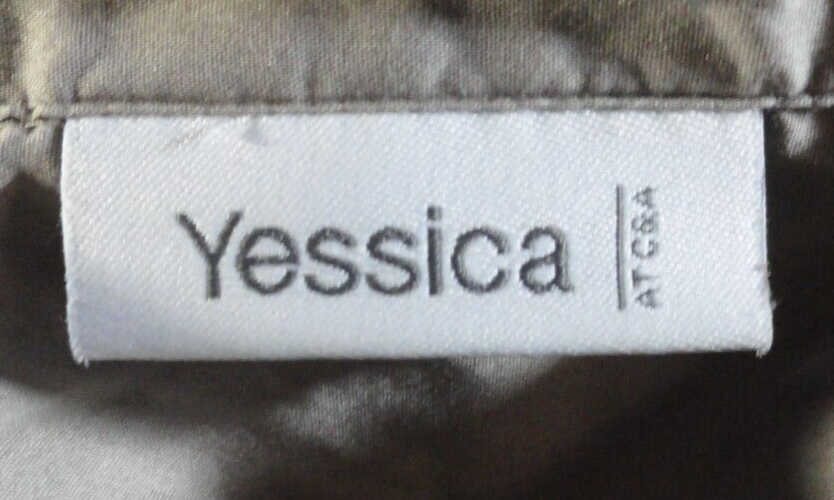 Yessica
AT C&A